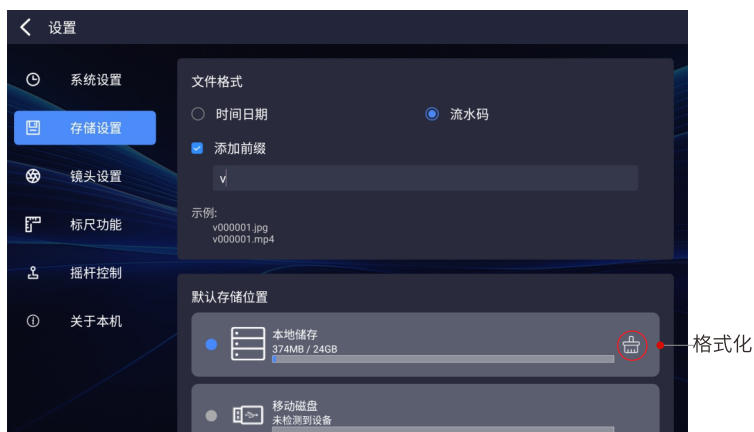 设置
系统设置
存储设置
镜头设置
标尺功能
摇杆控制
关于本机
文件格式
时间日期
流水码
添加前缀
v
示例:
v000001.jpg
v000001.mp4
默认存储位置
本地储存
374MB / 24GB
格式化
移动磁盘
未检测到设备